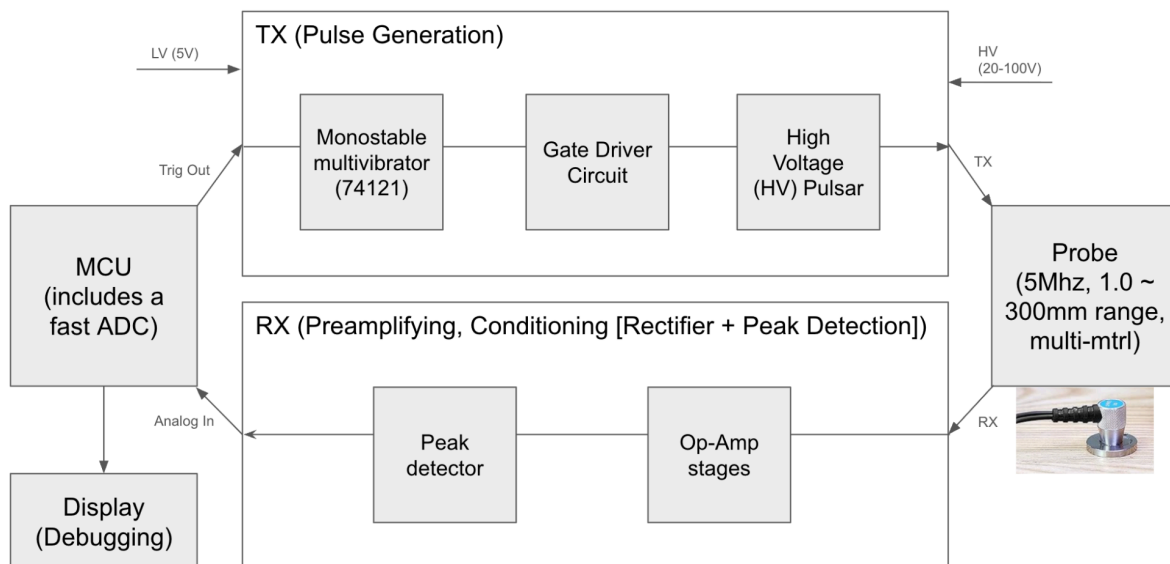 TX (Pulse Generation)
LV (5V)
HV
(20-100V)
Monostable
multivibrator
(74121)
Gate Driver
Circuit
High
Voltage
(HV) Pulsar
Trig Out
TX
MCU
(includes a
fast ADC)
Probe
(5Mhz, 1.0 ~
300mm range,
multi-mtrl)
RX (Preamplifying, Conditioning [Rectifier + Peak Detection])
Analog In
Peak
detector
Op-Amp
stages
RX
Display
(Debugging)